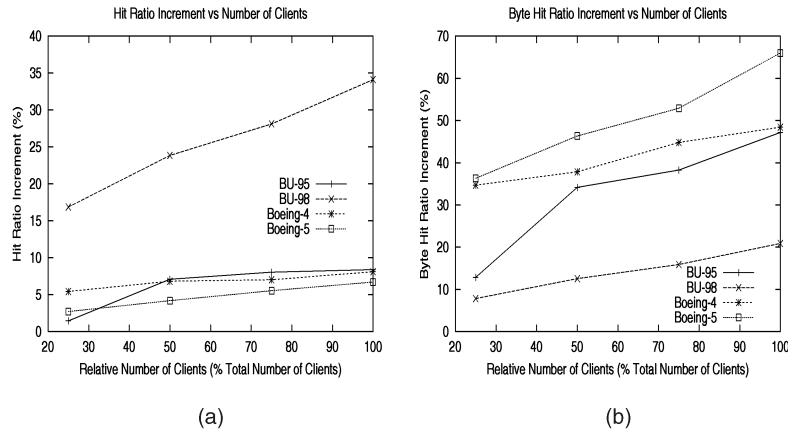 Hit Ratio Increment vs Number of Clients
40
35
30
25
20
15
10
5
0
Hit Ratio Increment (%)
BU-95
BU-98
Boeing-4
Boeing-5
20 30 40 50 60 70 80 90 100
Relative Number of Clients (% Total Number of Clients)
(a)
Byte Hit Ratio Increment vs Number of Clients
70
60
50
40
30
20
10
0
Byte Hit Ratio Increment (%)
BU-95
BU-98
Boeing-4
Boeing-5
20 30 40 50 60 70 80 90 100
Relative Number of Clients (% Total Number of Clients)
(b)